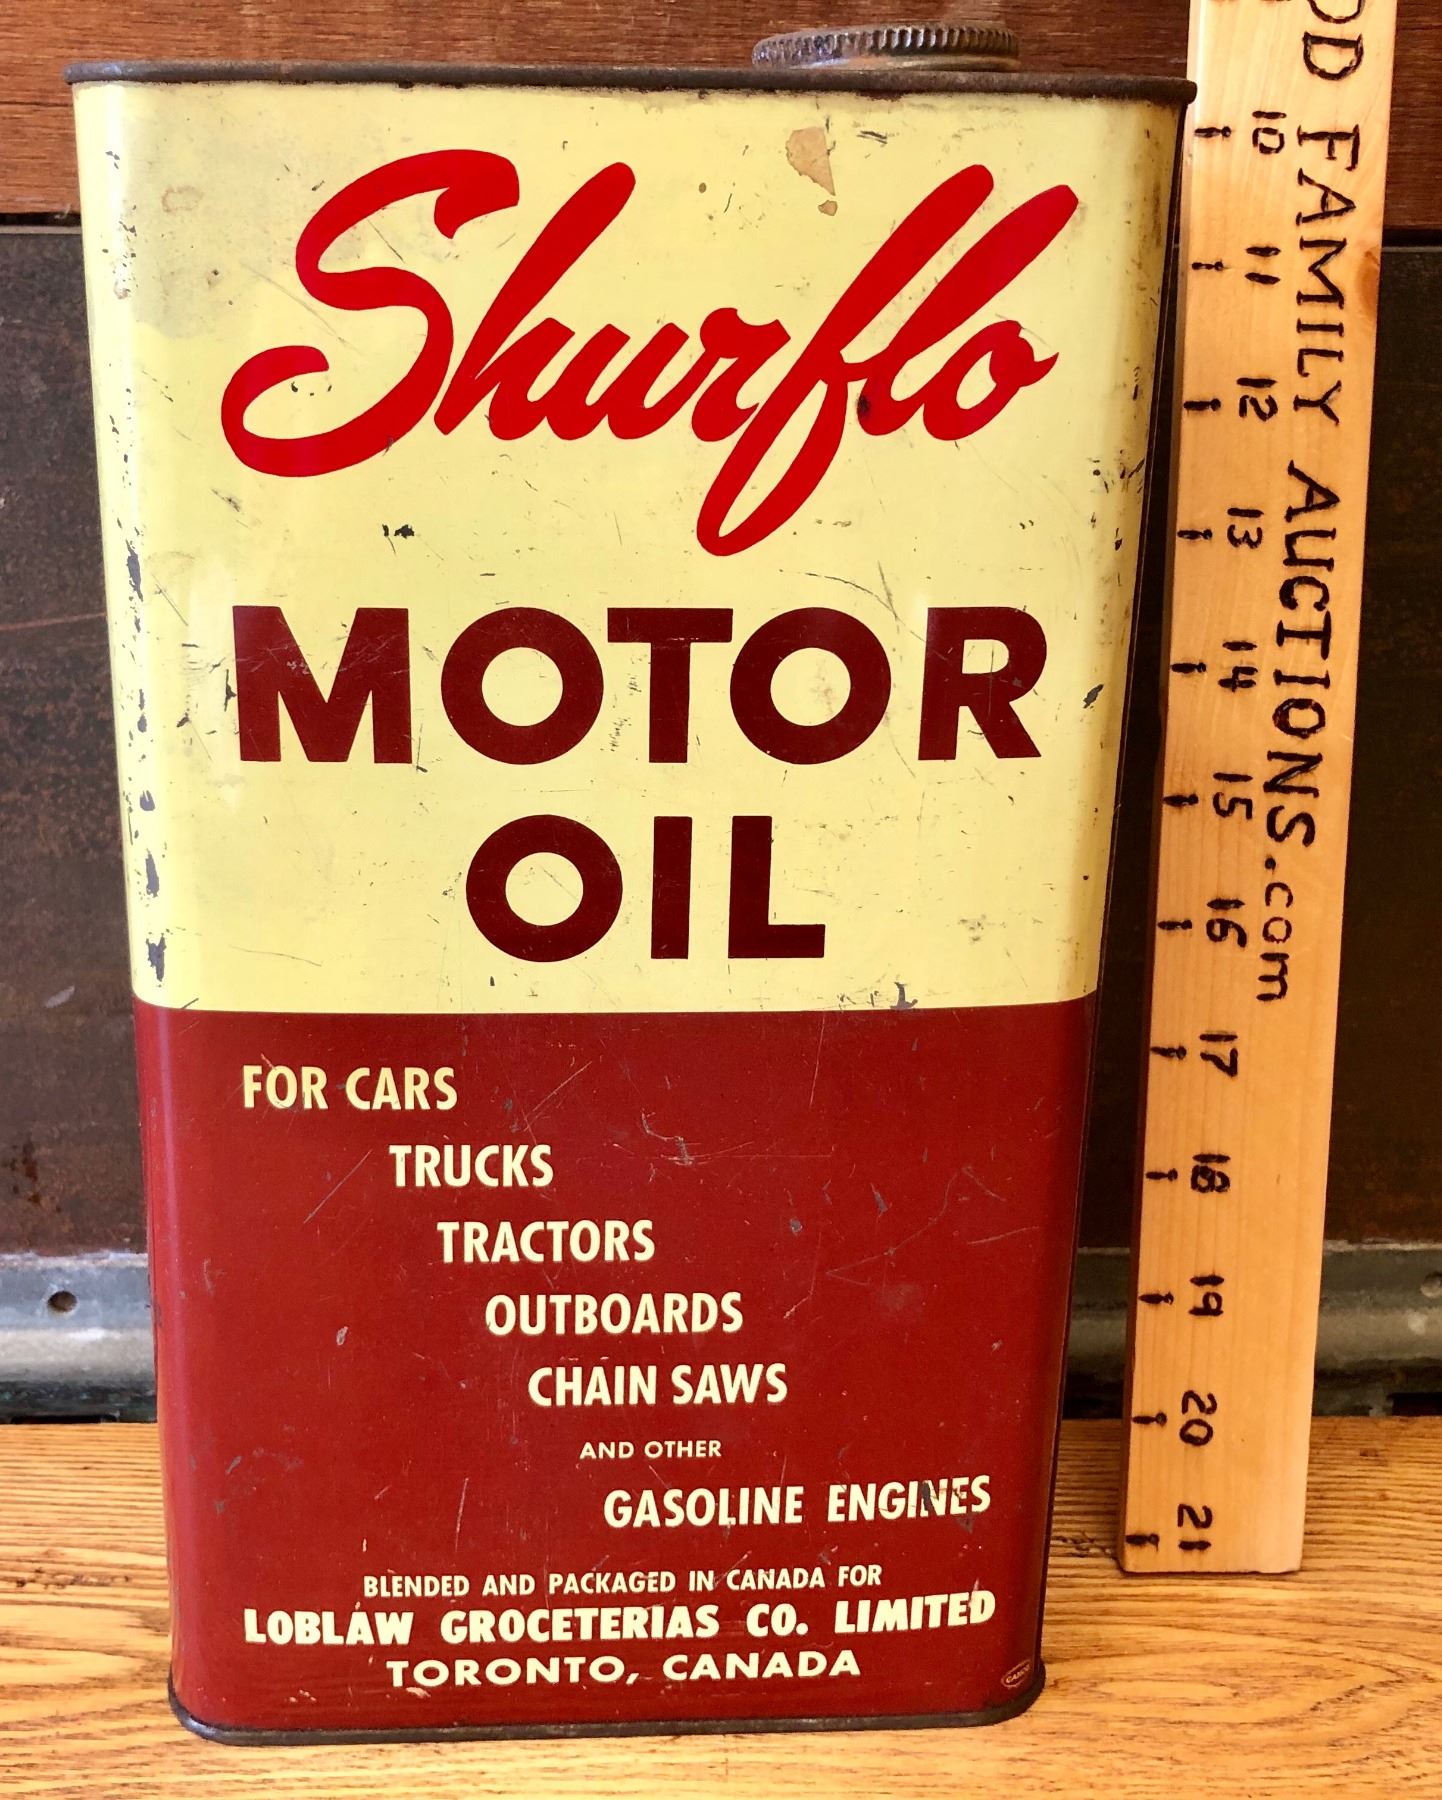 Shurflo
MOTOR
OIL
FOR CARS
TRUCKS
TRACTORS
OUTBOARDS
CHAIN SAWS
AND OTHER
GASOLINE ENGINES
BLENDED AND PACKAGED IN CANADA FOR
LOBLAW GROCETERIAS CO. LIMITED
TORONTO, CANADA
FAMILY AUCTIONS.com
10
11
12
13
14
15
16
17
18
19
20
21